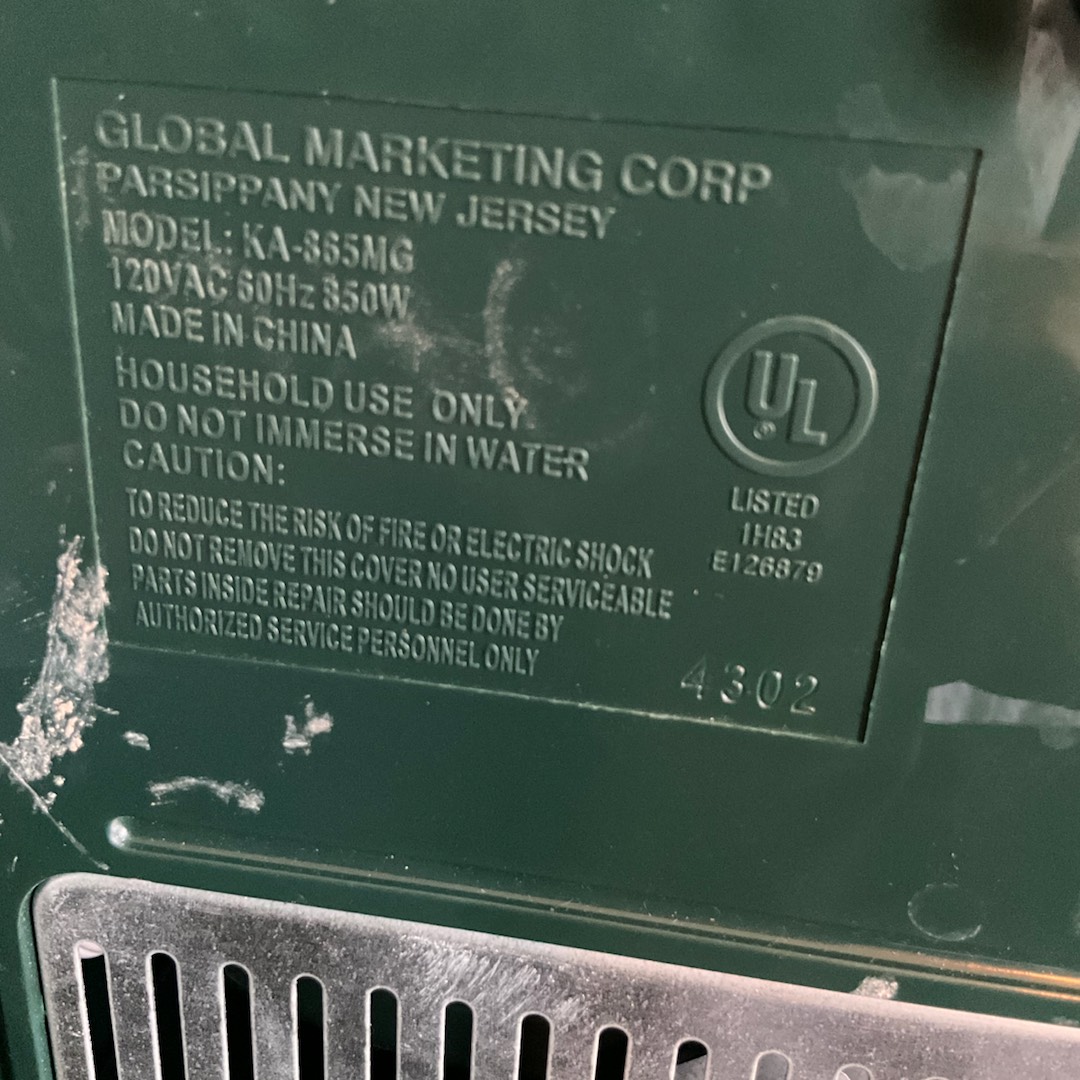 GLOBAL MARKETING CORP
PARSIPPANY NEW JERSEY
MODEL: KA-865MG
120VAC 60Hz 850W
MADE IN CHINA
HOUSEHOLD USE ONLY
DO NOT IMMERSE IN WATER
CAUTION:
TO REDUCE THE RISK OF FIRE OR ELECTRIC SHOCK
DO NOT REMOVE THIS COVER NO USER SERVICEABLE
PARTS INSIDE REPAIR SHOULD BE DONE BY
AUTHORIZED SERVICE PERSONNEL ONLY
UL
®
LISTED
1H83
E126879
4302